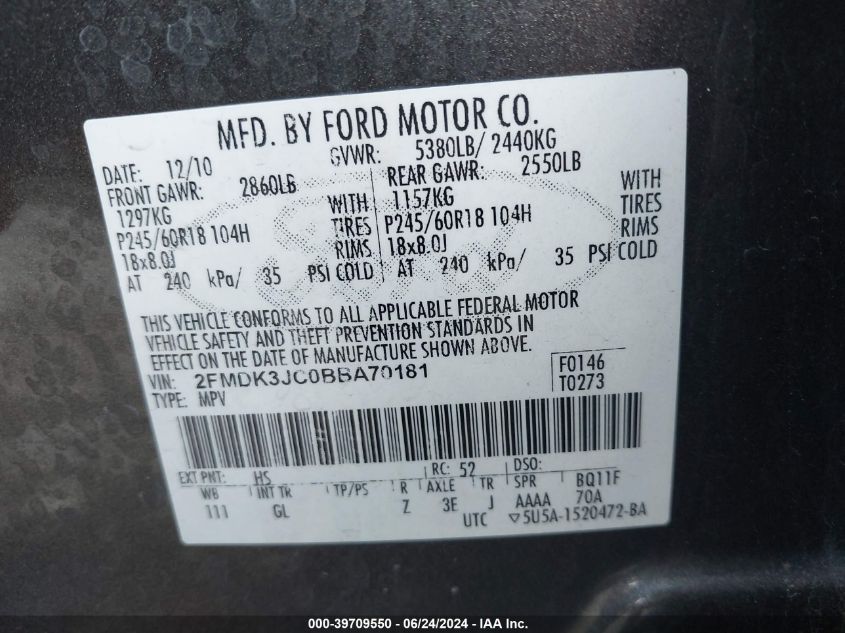 MFD. BY FORD MOTOR CO.
DATE: 12/10 GVWR: 5380LB/ 2440KG
FRONT GAWR: 2860LB REAR GAWR: 2550LB
1297KG WITH 1157KG WITH
P245/60R18 104H TIRES P245/60R18 104H TIRES
18x8.0J RIMS 18x8.0J RIMS
AT 240 kPa/ 35 PSI COLD AT 240 kPa/ 35 PSI COLD
THIS VEHICLE CONFORMS TO ALL APPLICABLE FEDERAL MOTOR
VEHICLE SAFETY AND THEFT PREVENTION STANDARDS IN
EFFECT ON THE DATE OF MANUFACTURE SHOWN ABOVE.
VIN: 2FMDK3JC0BBA70181 F0146
TYPE: MPV T0273
EXT PNT: HS RC: 52 DSO:
WB INT TR TP/PS R AXLE TR SPR BQ11F
111 GL Z 3E J AAAA 70A
UTC ▽5U5A-1520472-BA
000-39709550 - 06/24/2024 - IAA Inc.